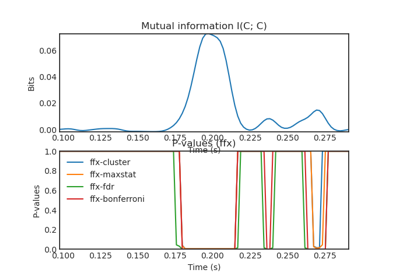 Mutual information I(C; C)
0.06
0.04
0.02
0.00
Bits
0.100 0.125 0.150 0.175 0.200 0.225 0.250 0.275
Time (s)
P-values (ffx)
1.0
0.8
0.6
0.4
0.2
0.0
P-values
ffx-cluster
ffx-maxstat
ffx-fdr
ffx-bonferroni
0.100 0.125 0.150 0.175 0.200 0.225 0.250 0.275
Time (s)